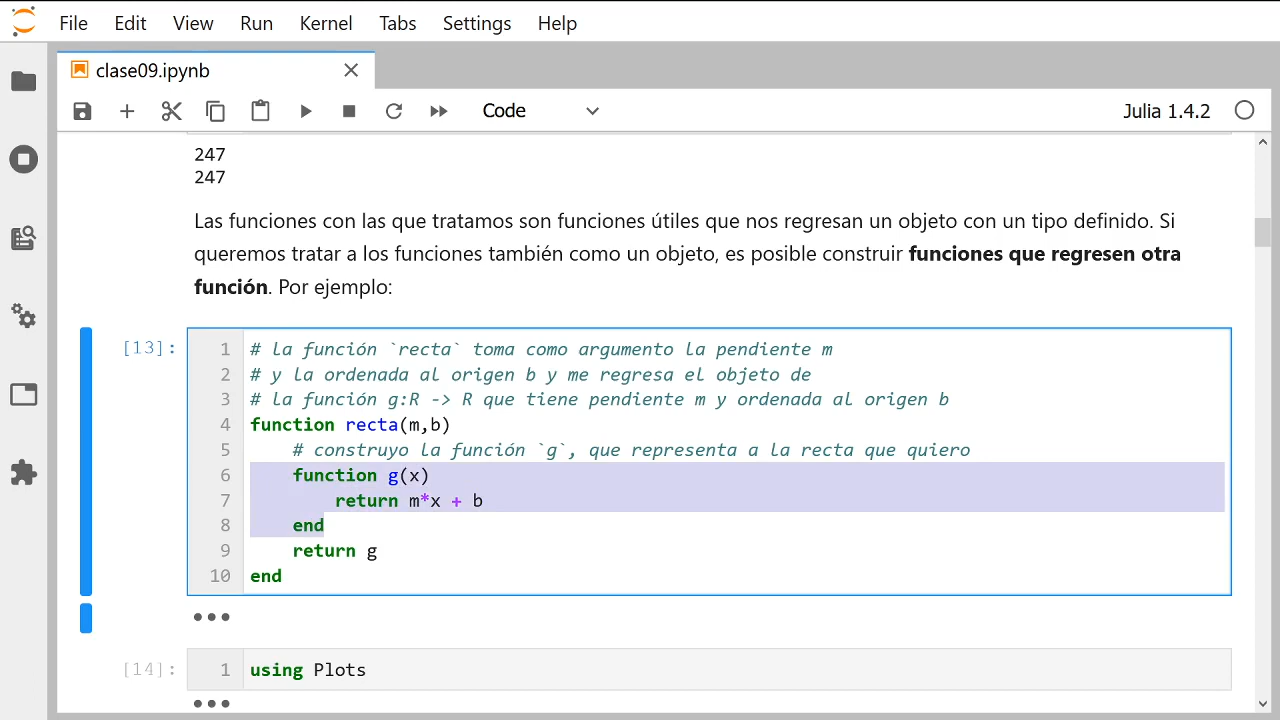 File Edit View Run Kernel Tabs Settings Help
clase09.ipynb
Code
Julia 1.4.2
247
247
Las funciones con las que tratamos son funciones útiles que nos regresan un objeto con un tipo definido. Si
queremos tratar a los funciones también como un objeto, es posible construir funciones que regresen otra
función. Por ejemplo:
[13]:
1 # la función `recta` toma como argumento la pendiente m
2 # y la ordenada al origen b y me regresa el objeto de
3 # la función g:R -> R que tiene pendiente m y ordenada al origen b
4 function recta(m,b)
5 # construyo la función `g`, que representa a la recta que quiero
6 function g(x)
7 return m*x + b
8 end
9 return g
10 end
[14]:
1 using Plots